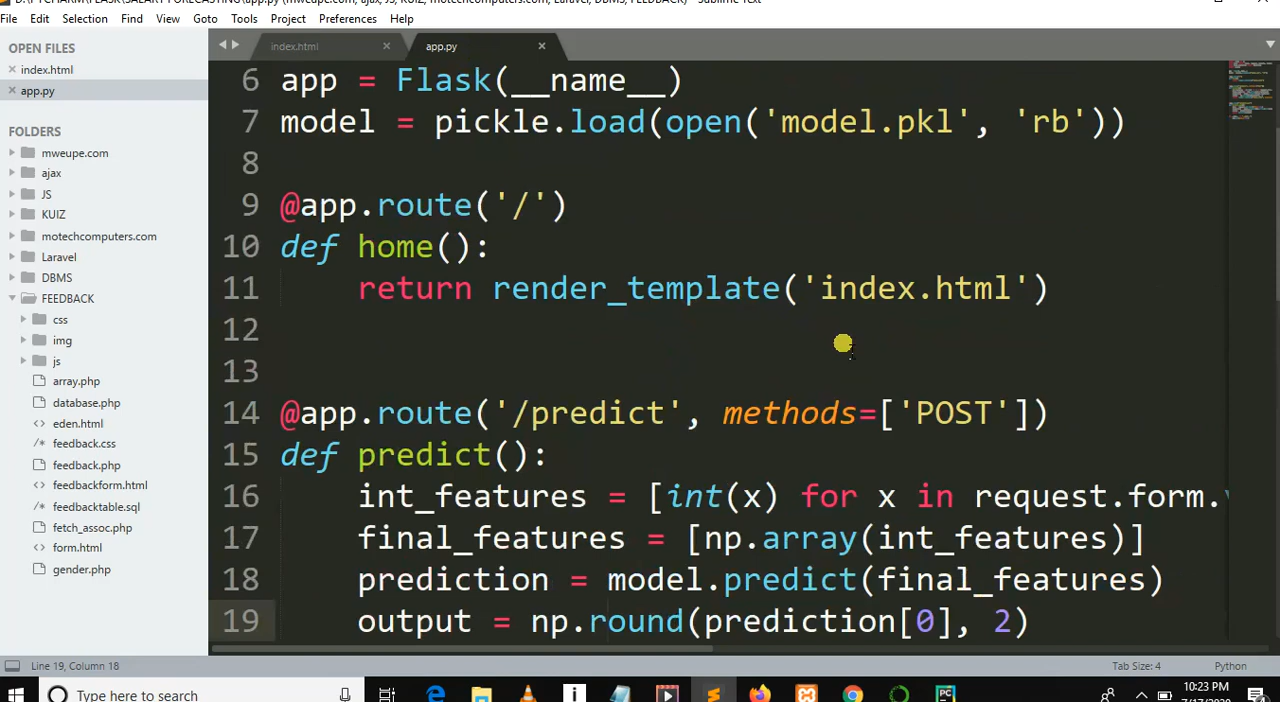 File Edit Selection Find View Goto Tools Project Preferences Help
OPEN FILES
index.html
app.py
FOLDERS
mweupe.com
ajax
JS
KUIZ
motechcomputers.com
Laravel
DBMS
FEEDBACK
css
img
js
array.php
database.php
eden.html
feedback.css
feedback.php
feedbackform.html
feedbacktable.sql
fetch_assoc.php
form.html
gender.php
index.html app.py
6 app = Flask(__name__)
7 model = pickle.load(open('model.pkl', 'rb'))
8
9 @app.route('/')
10 def home():
11 return render_template('index.html')
12
13
14 @app.route('/predict', methods=['POST'])
15 def predict():
16 int_features = [int(x) for x in request.form.
17 final_features = [np.array(int_features)]
18 prediction = model.predict(final_features)
19 output = np.round(prediction[0], 2)
Line 19, Column 18 Tab Size: 4 Python
Type here to search
10:23 PM